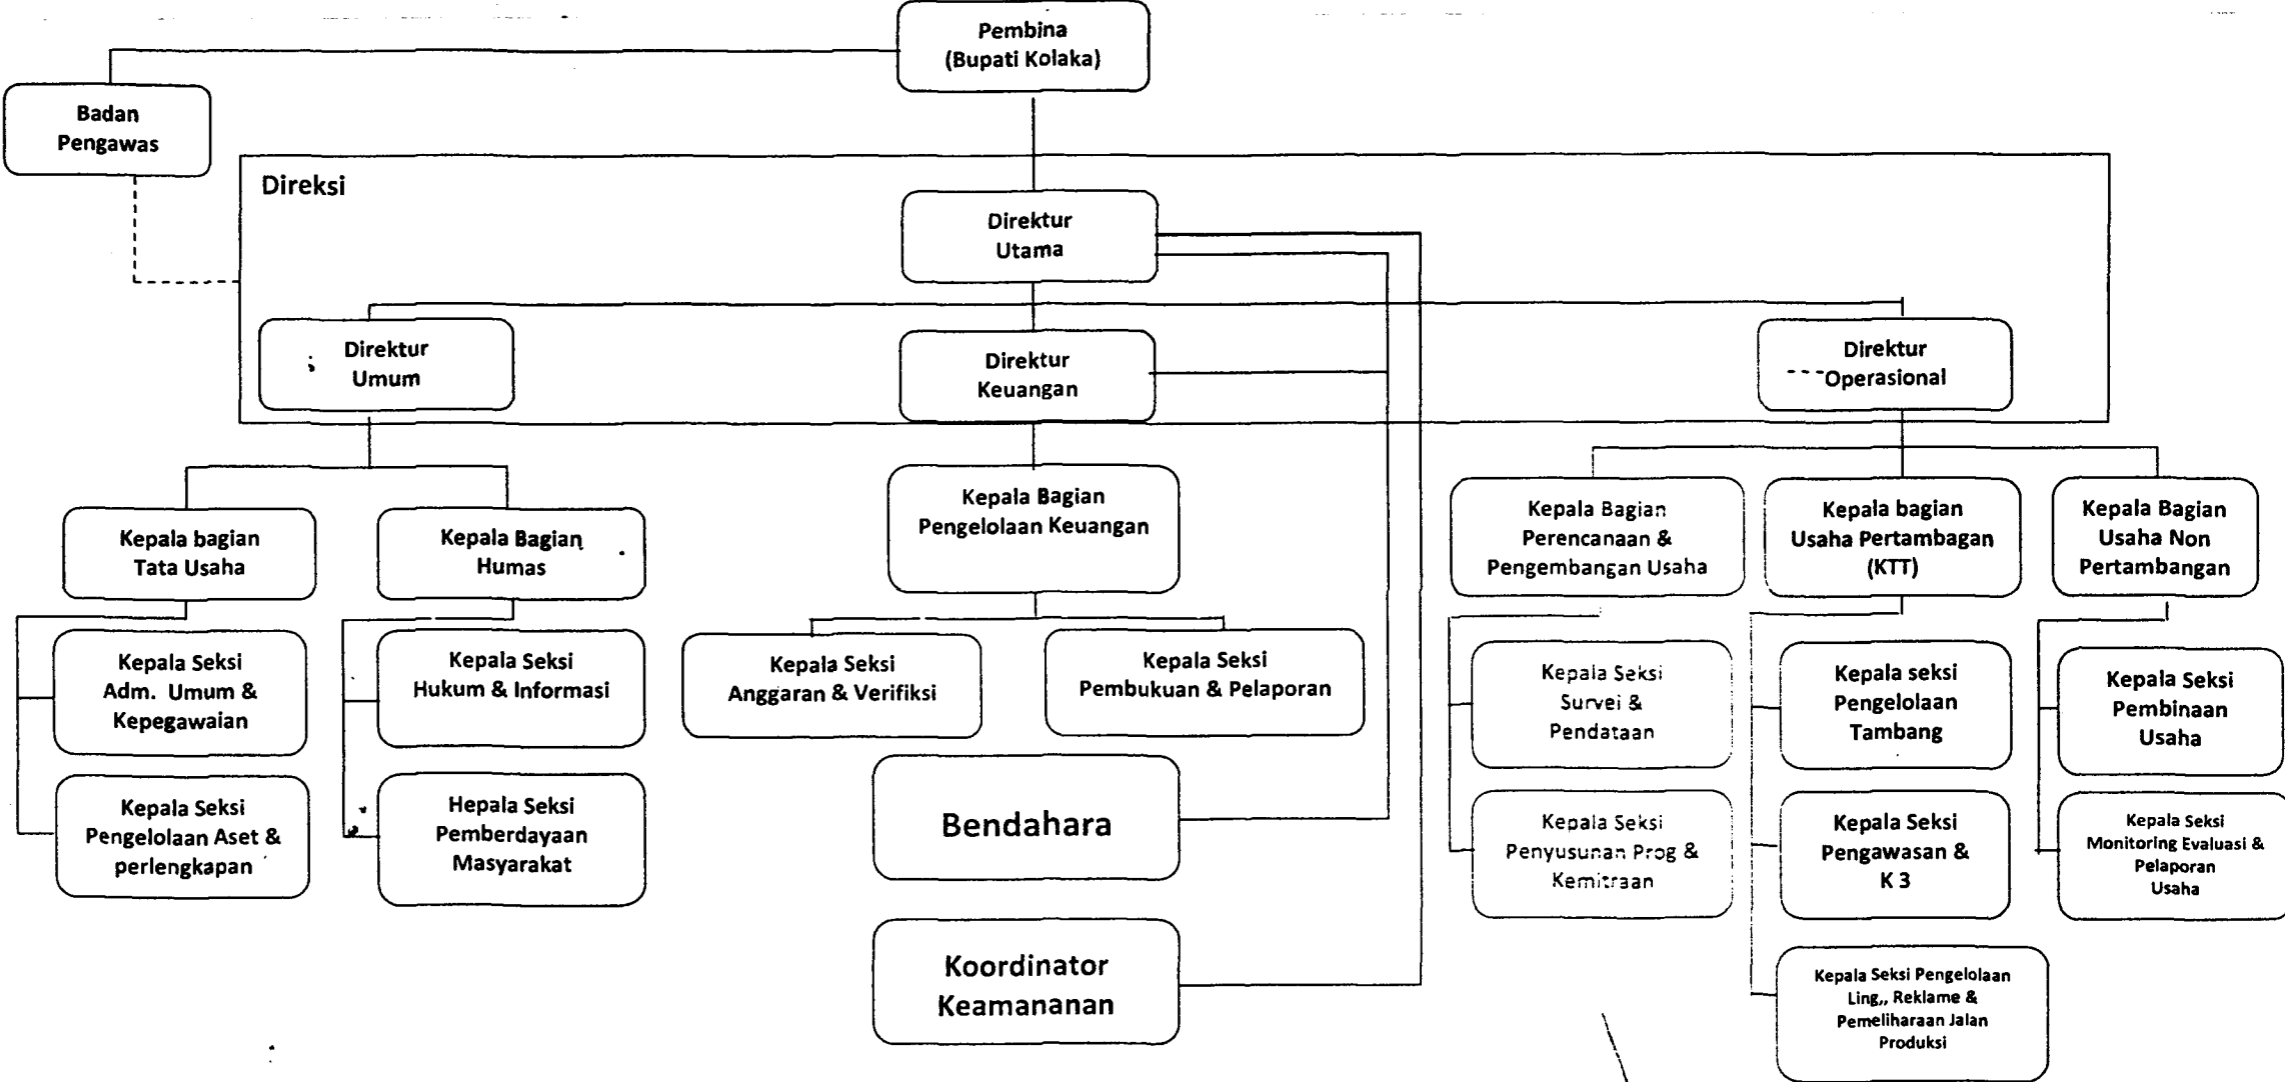 Pembina
(Bupati Kolaka)
Badan
Pengawas
Direksi
Direktur
Utama
Direktur
Umum
Direktur
Keuangan
Direktur
Operasional
Kepala bagian
Tata Usaha
Kepala Bagian
Humas
Kepala Bagian
Pengelolaan Keuangan
Kepala Bagian
Perencanaan &
Pengembangan Usaha
Kepala bagian
Usaha Pertambagan
(KTT)
Kepala Bagian
Usaha Non
Pertambangan
Kepala Seksi
Adm. Umum &
Kepegawaian
Kepala Seksi
Hukum & Informasi
Kepala Seksi
Anggaran & Verifiksi
Kepala Seksi
Pembukuan & Pelaporan
Kepala Seksi
Survei &
Pendataan
Kepala seksi
Pengelolaan
Tambang
Kepala Seksi
Pembinaan
Usaha
Kepala Seksi
Pengelolaan Aset &
perlengkapan
Hepala Seksi
Pemberdayaan
Masyarakat
Bendahara
Kepala Seksi
Penyusunan Prog &
Kemitraan
Kepala Seksi
Pengawasan &
K 3
Kepala Seksi
Monitoring Evaluasi &
Pelaporan
Usaha
Koordinator
Keamananan
Kepala Seksi Pengelolaan
Ling,, Reklame &
Pemeliharaan Jalan
Produksi